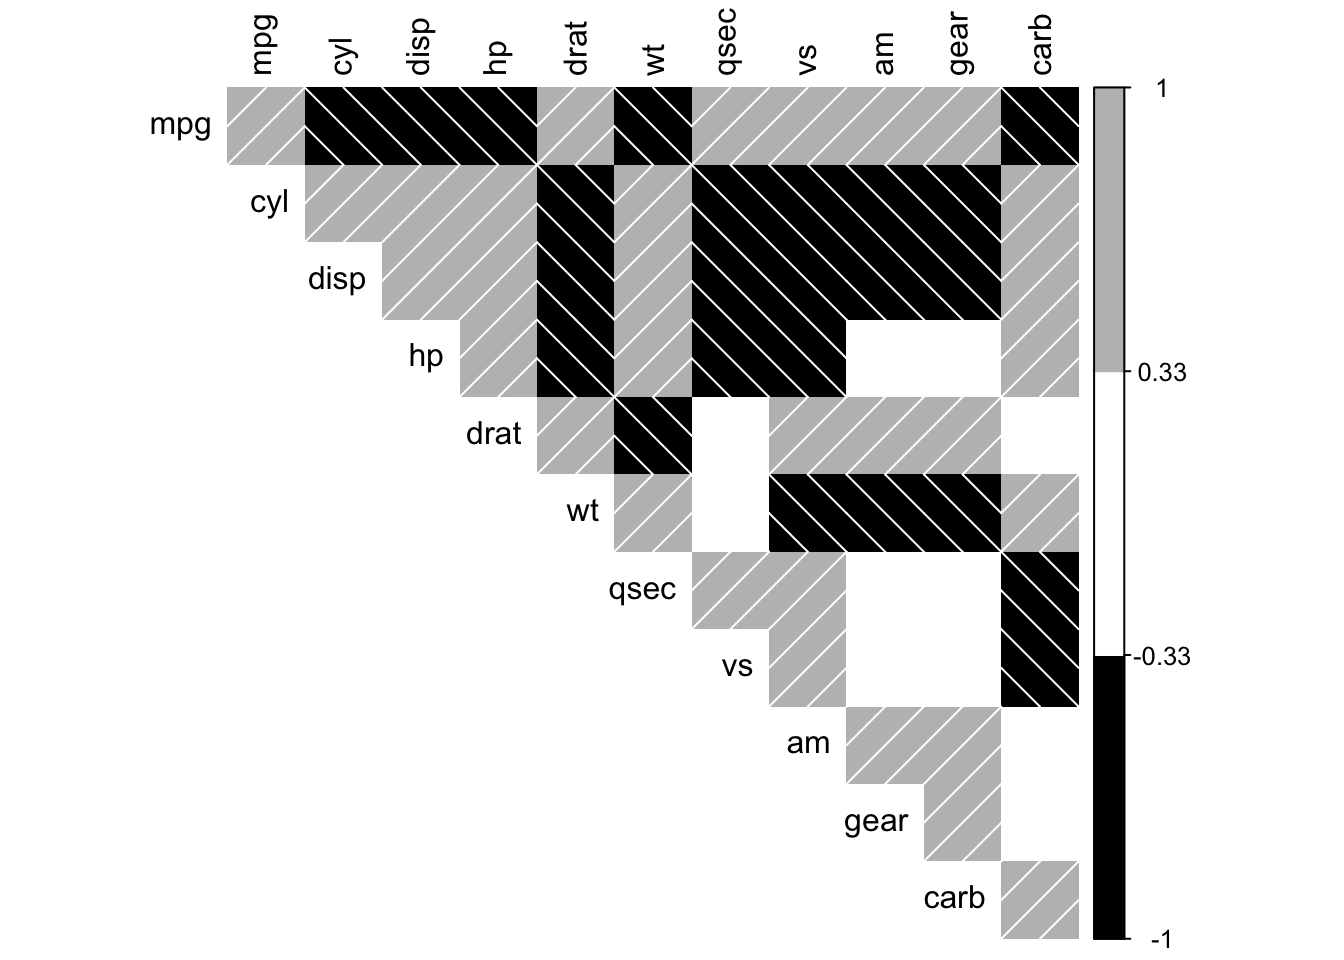 mpg cyl disp hp drat wt qsec vs am gear carb
mpg
cyl
disp
hp
drat
wt
qsec
vs
am
gear
carb
1
0.33
-0.33
-1